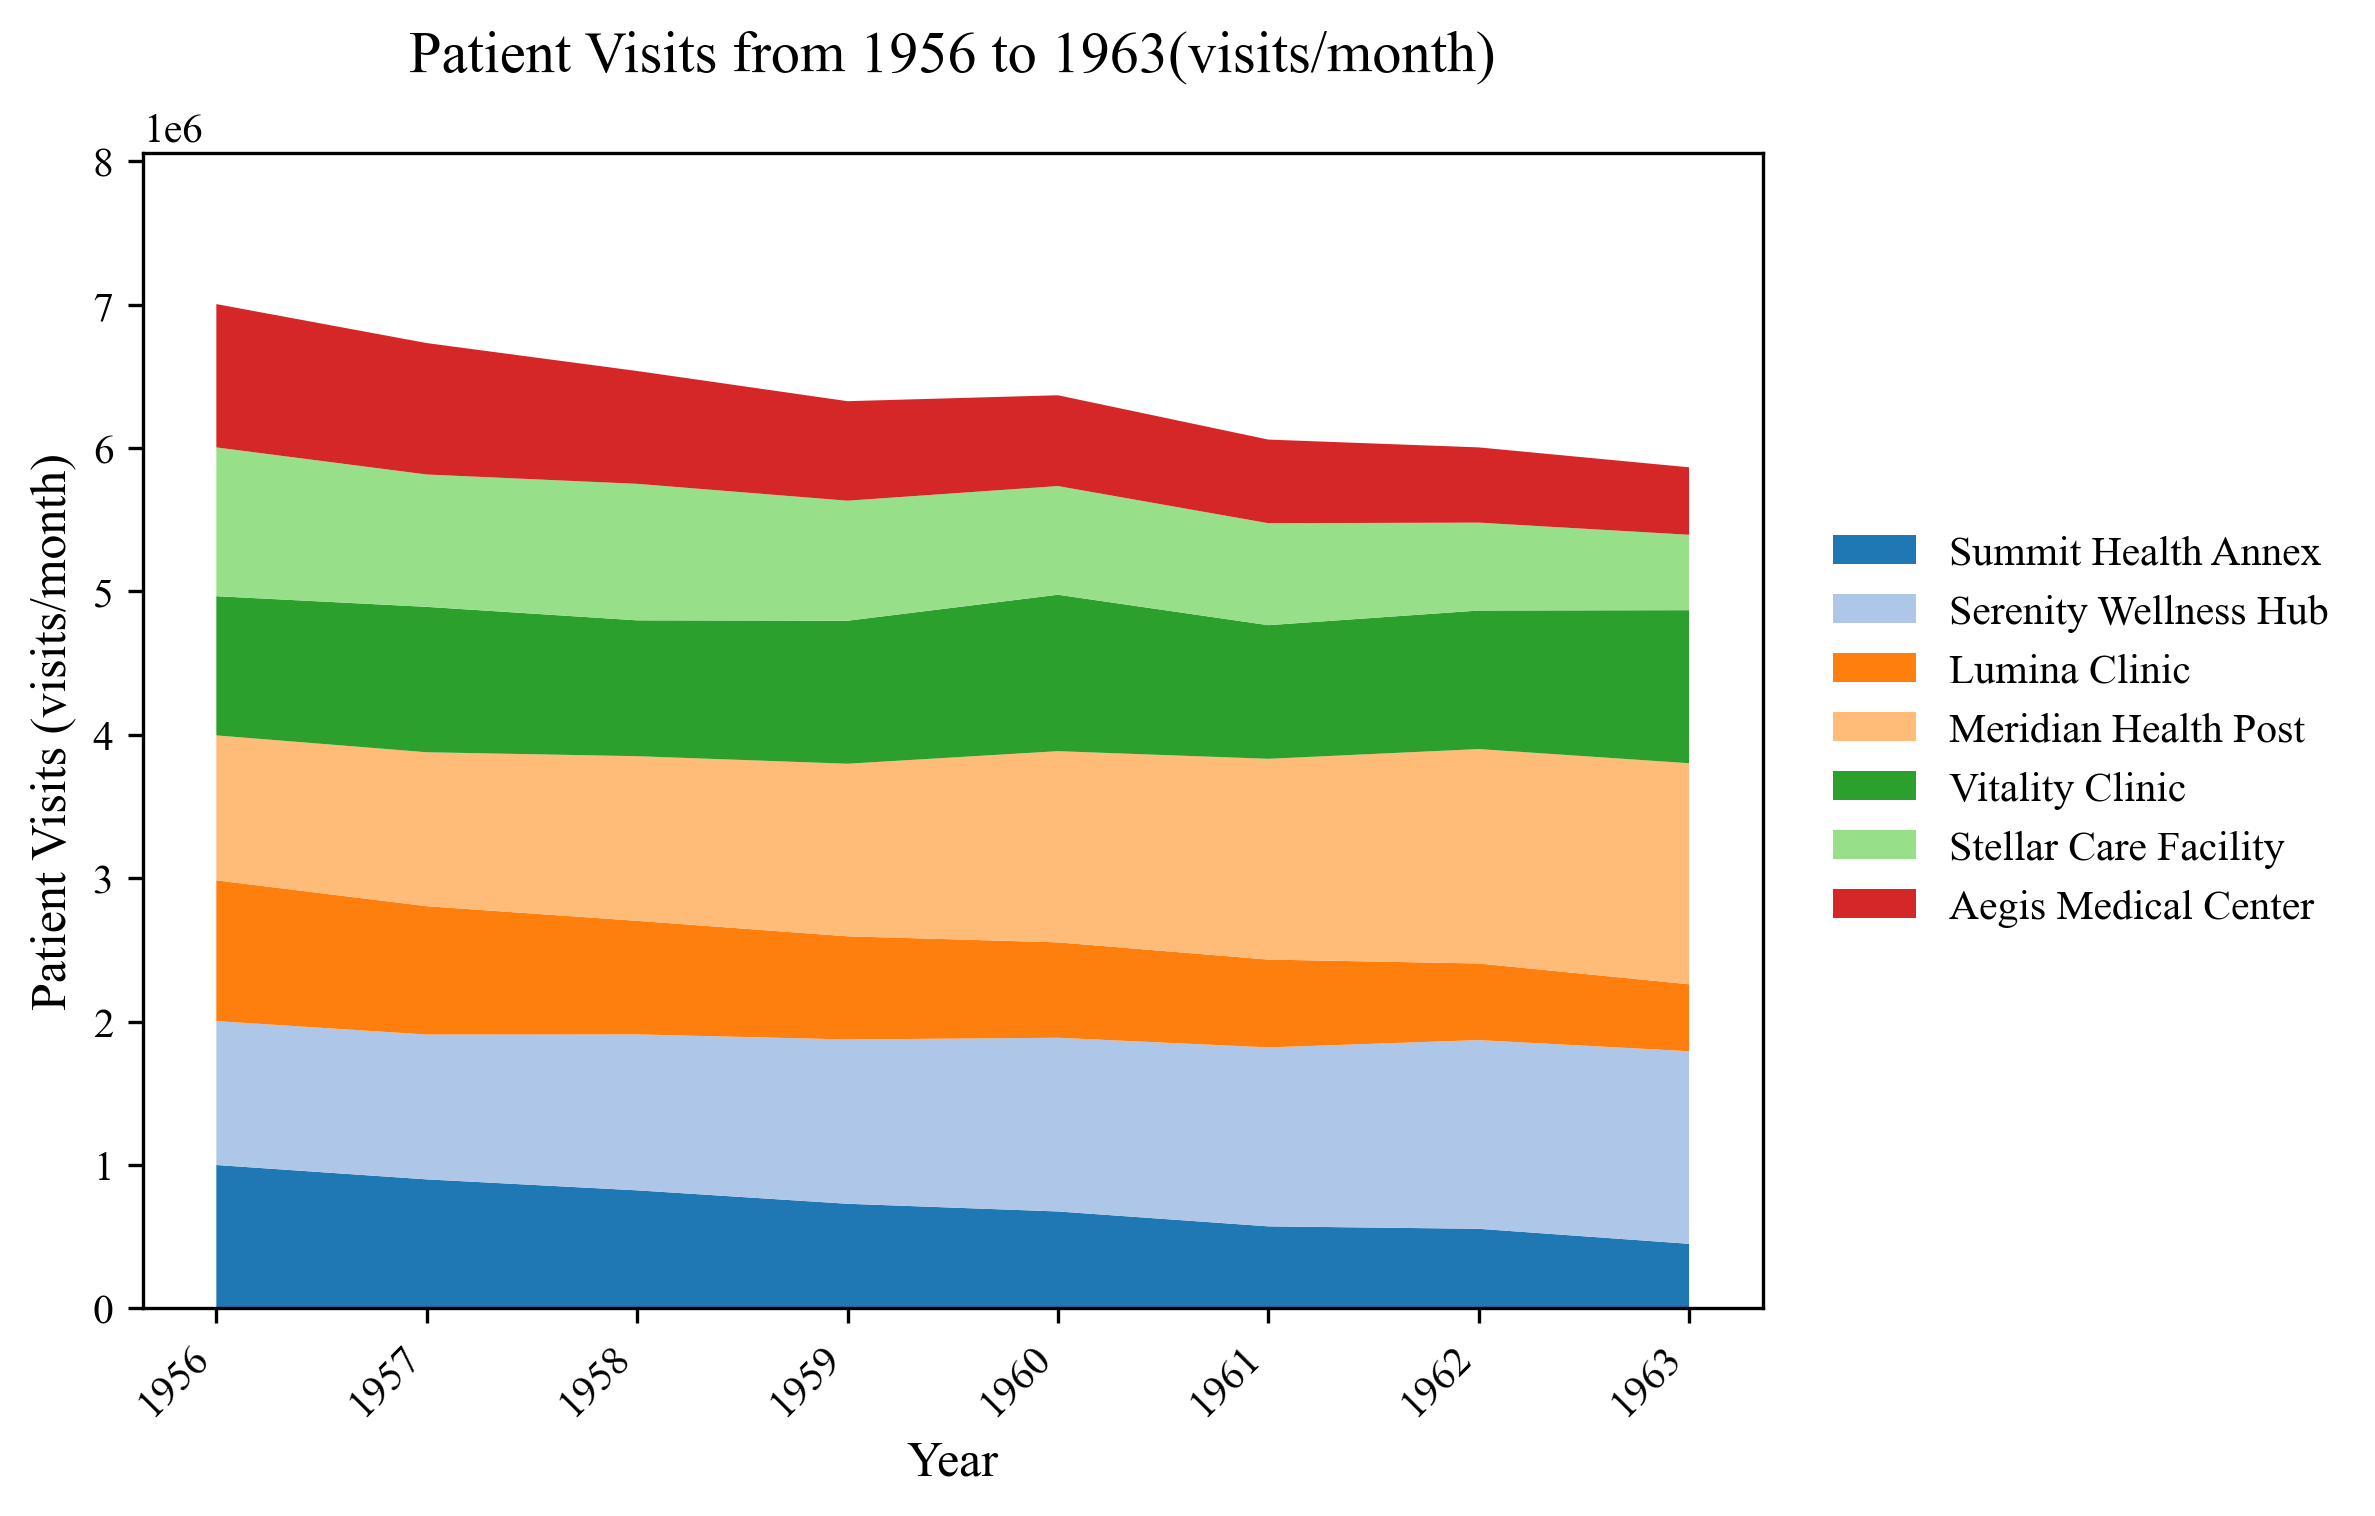 Patient Visits from 1956 to 1963(visits/month)
1e6
8
7
6
5
4
3
2
1
0
Patient Visits (visits/month)
1956
1957
1958
1959
1960
1961
1962
1963
Year
Summit Health Annex
Serenity Wellness Hub
Lumina Clinic
Meridian Health Post
Vitality Clinic
Stellar Care Facility
Aegis Medical Center